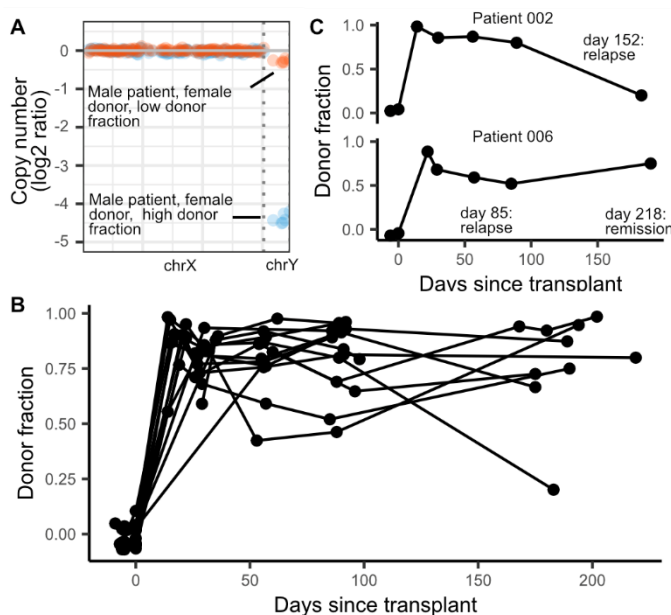 A
Copy number
(log2 ratio)
0
-1
-2
-3
-4
-5
Male patient, female
donor, low donor
fraction
Male patient, female
donor, high donor
fraction
chrX
chrY
C
Donor fraction
Patient 002
1.0
0.5
0.0
day 152:
relapse
Patient 006
1.0
0.5
0.0
day 85:
relapse
day 218:
remission
0
50
100
150
Days since transplant
B
Donor fraction
1.00
0.75
0.50
0.25
0.00
0
50
100
150
200
Days since transplant